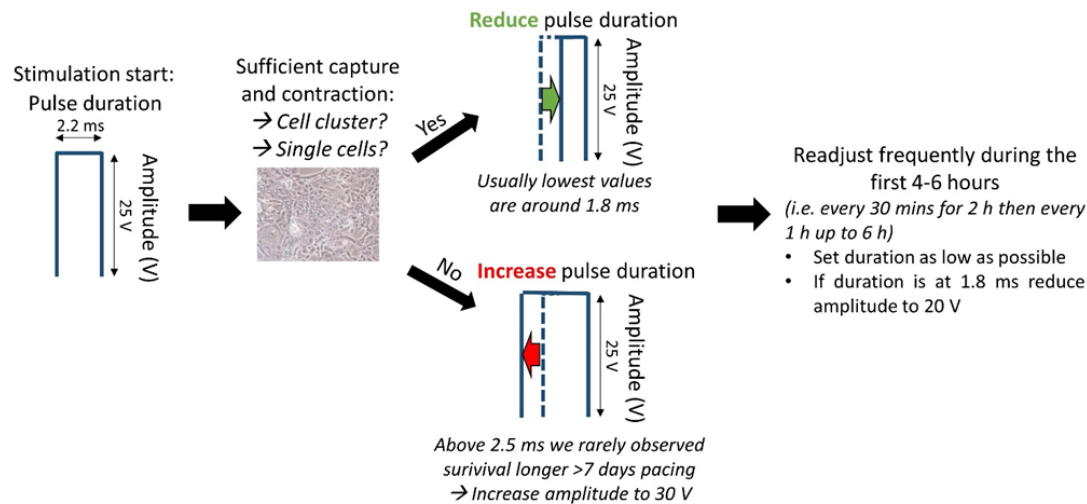 Stimulation start:
Pulse duration
2.2 ms
Amplitude (V)
25 V
Sufficient capture
and contraction:
→ Cell cluster?
→ Single cells?
Yes
No
Reduce pulse duration
Amplitude (V)
25 V
Usually lowest values
are around 1.8 ms
Increase pulse duration
Amplitude (V)
25 V
Above 2.5 ms we rarely observed
surivival longer >7 days pacing
→ Increase amplitude to 30 V
Readjust frequently during the
first 4-6 hours
(i.e. every 30 mins for 2 h then every
1 h up to 6 h)
• Set duration as low as possible
• If duration is at 1.8 ms reduce
amplitude to 20 V